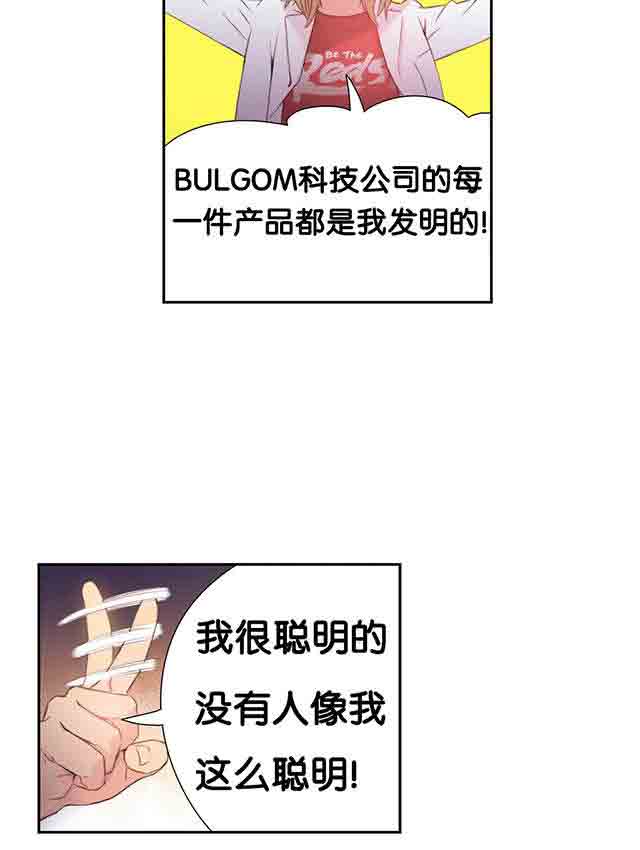 BE THE
Reds
BULGOM科技公司的每
一件产品都是我发明的!
我很聪明的
没有人像我
这么聪明!